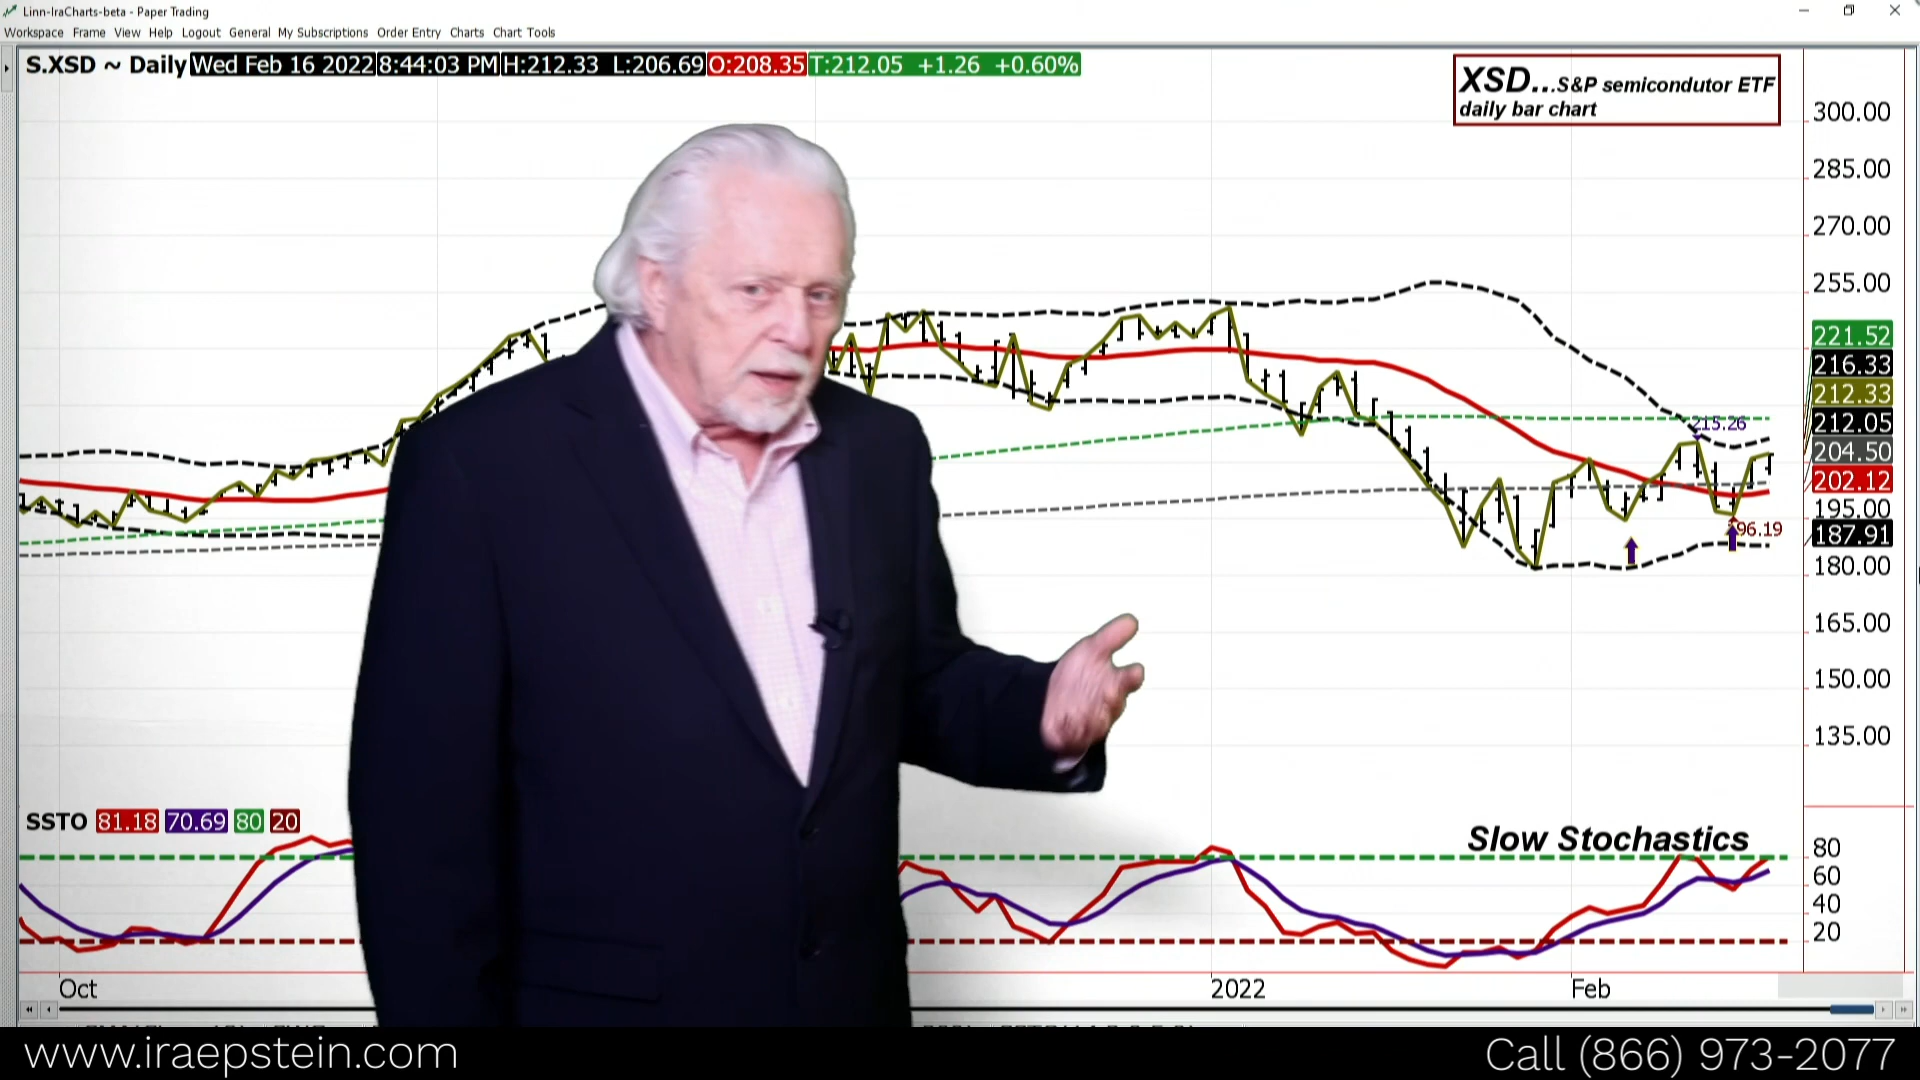 Linn-IraCharts-beta - Paper Trading
Workspace Frame View Help Logout General My Subscriptions Order Entry Charts Chart Tools
S.XSD ~ Daily Wed Feb 16 2022 8:44:03 PM H:212.33 L:206.69 O:208.35 T:212.05 +1.26 +0.60%
XSD...S&P semicondutor ETF
daily bar chart
300.00
285.00
270.00
255.00
221.52
216.33
212.33
212.05
204.50
202.12
195.00
187.91
180.00
165.00
150.00
135.00
215.26
96.19
SSTO 81.18 70.69 80 20
Slow Stochastics
80
60
40
20
Oct 2022 Feb
www.iraepstein.com Call (866) 973-2077